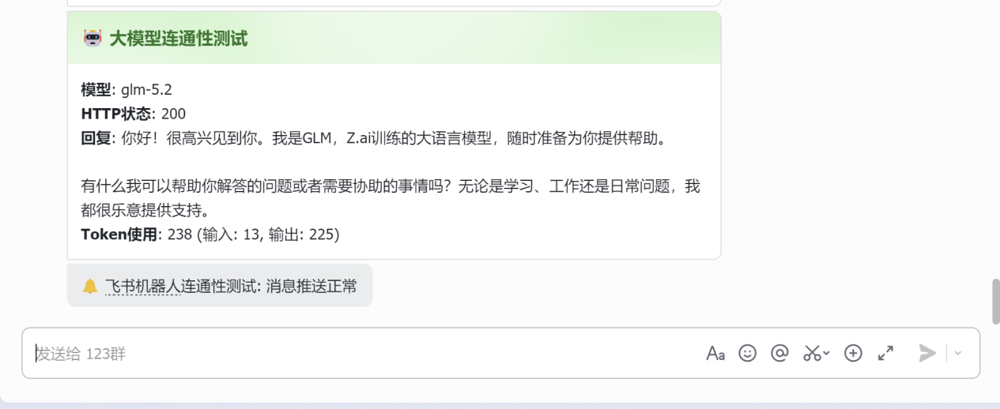 大模型连通性测试
模型: glm-5.2
HTTP状态: 200
回复: 你好！很高兴见到你。我是GLM，Z.ai训练的大语言模型，随时准备为你提供帮助。
有什么我可以帮助你解答的问题或者需要协助的事情吗？无论是学习、工作还是日常问题，我
都很乐意提供支持。
Token使用: 238 (输入: 13, 输出: 225)
飞书机器人连通性测试: 消息推送正常
发送给 123群
Aa